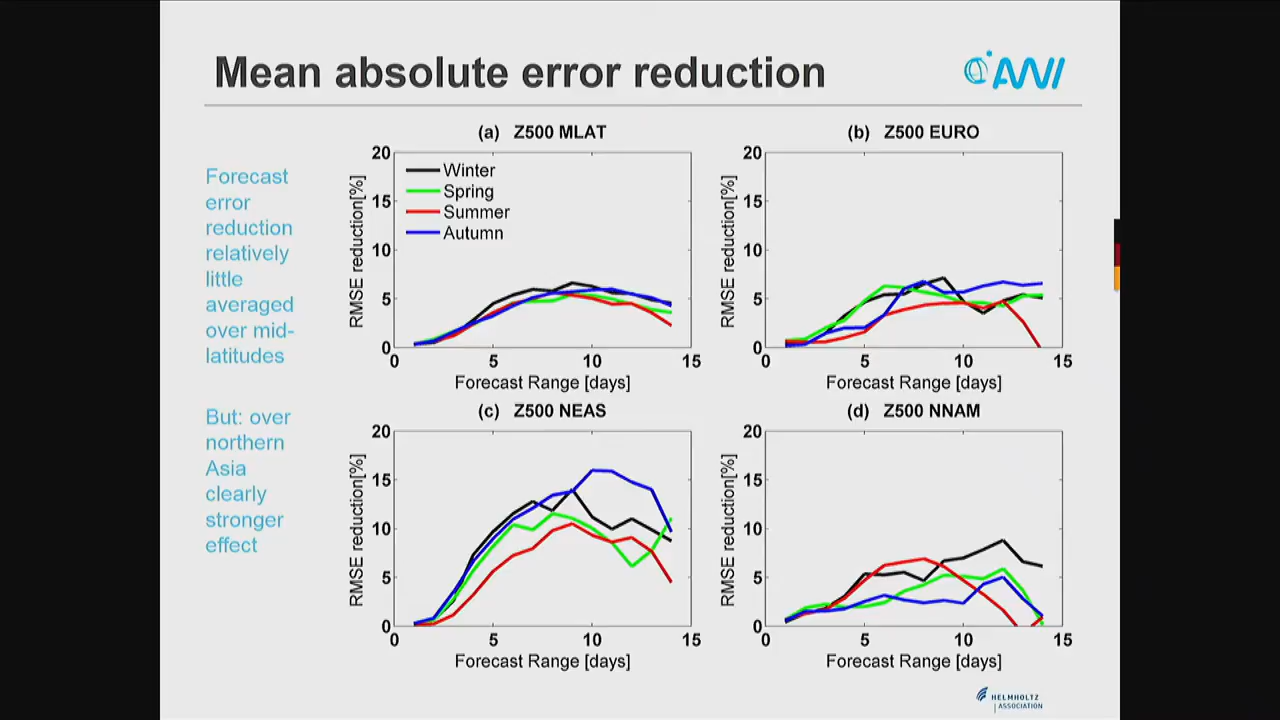 Mean absolute error reduction
AWI
Forecast
error
reduction
relatively
little
averaged
over mid-
latitudes
But: over
northern
Asia
clearly
stronger
effect
(a) Z500 MLAT
20
15
10
5
0
RMSE reduction[%]
Winter
Spring
Summer
Autumn
0 5 10 15
Forecast Range [days]
(b) Z500 EURO
20
15
10
5
0
RMSE reduction[%]
0 5 10 15
Forecast Range [days]
(c) Z500 NEAS
20
15
10
5
0
RMSE reduction[%]
0 5 10 15
Forecast Range [days]
(d) Z500 NNAM
20
15
10
5
0
RMSE reduction[%]
0 5 10 15
Forecast Range [days]
HELMHOLTZ
ASSOCIATION